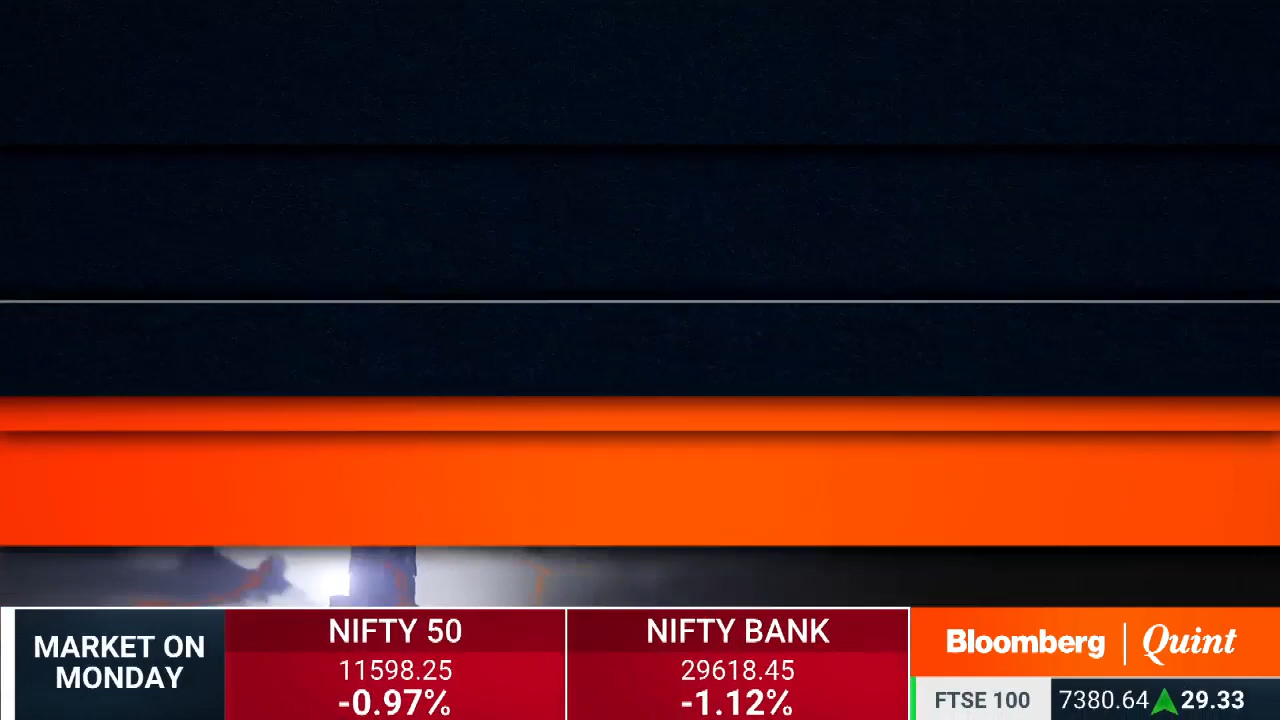 MARKET ON
MONDAY
NIFTY 50
11598.25
-0.97%
NIFTY BANK
29618.45
-1.12%
Bloomberg | Quint
FTSE 100 7380.64 29.33